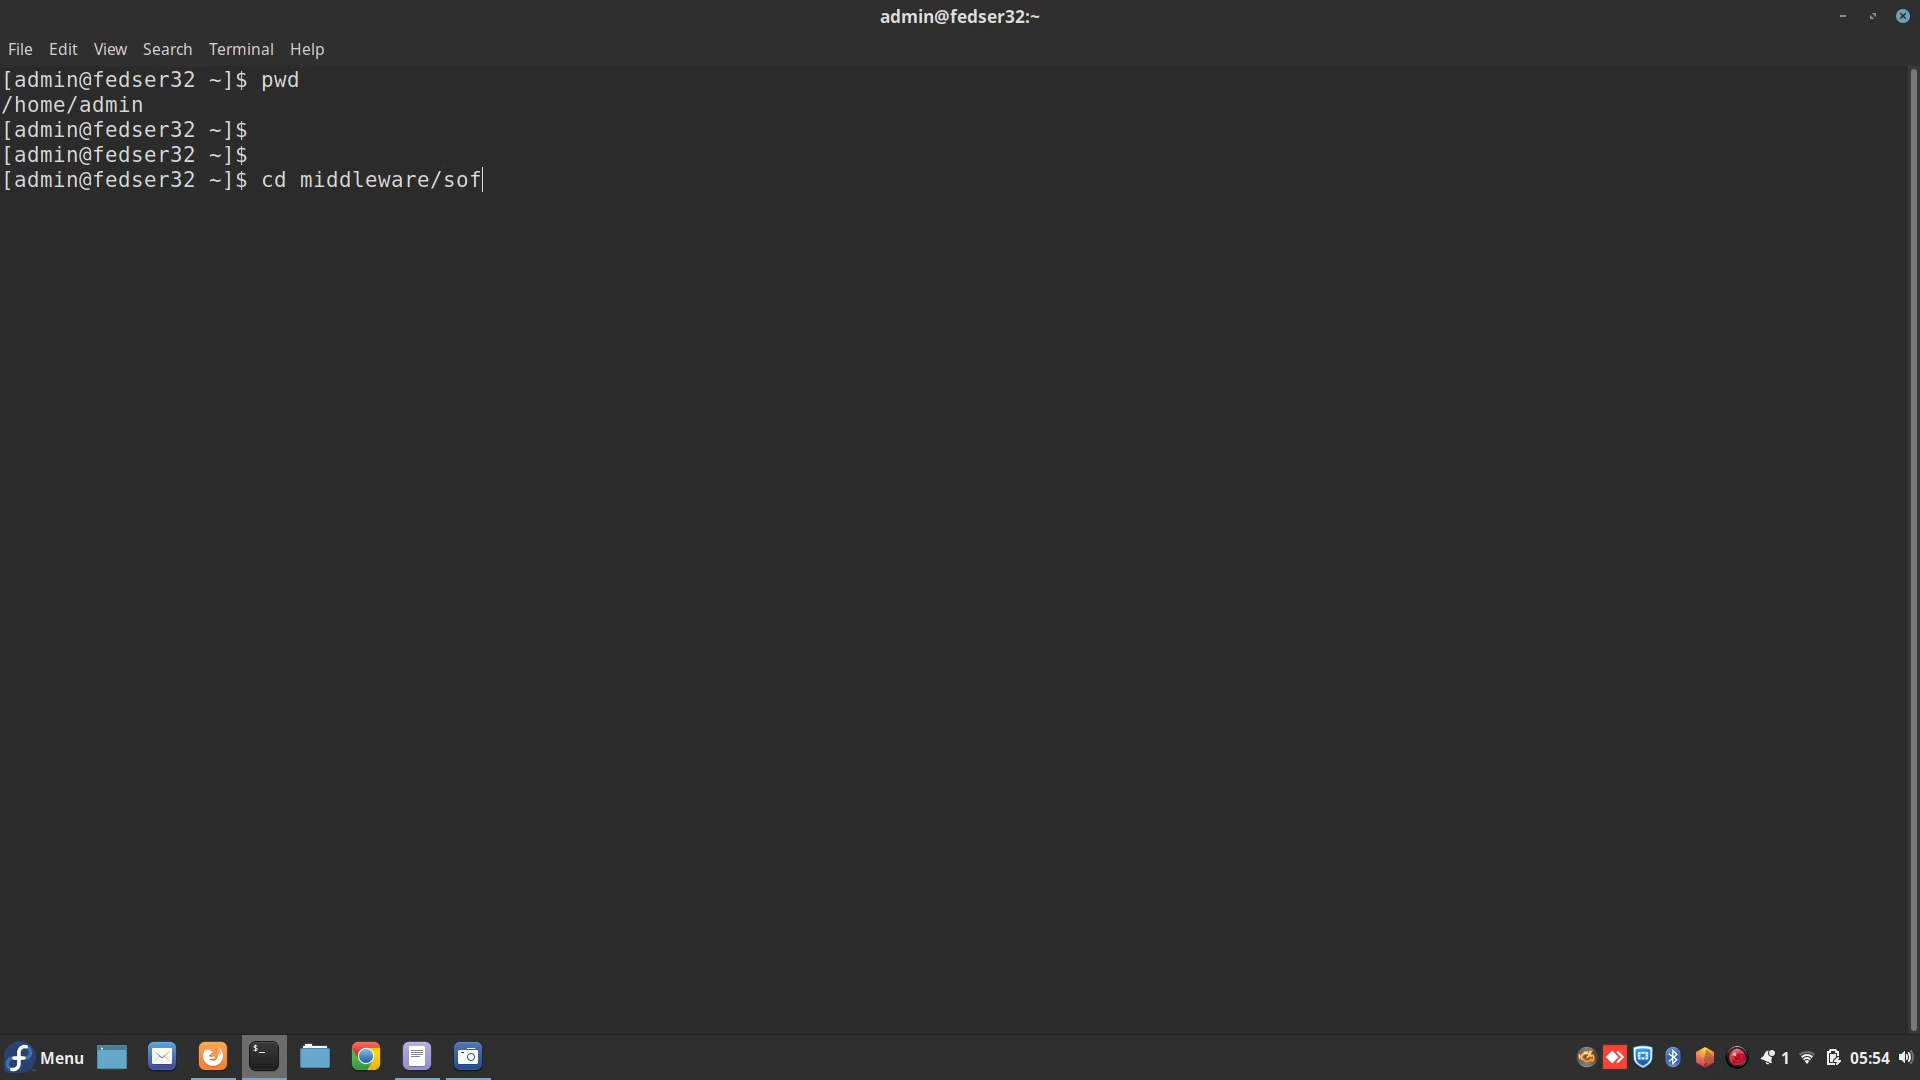 admin@fedser32:~
File Edit View Search Terminal Help
[admin@fedser32 ~]$ pwd
/home/admin
[admin@fedser32 ~]$
[admin@fedser32 ~]$
[admin@fedser32 ~]$ cd middleware/sof
Menu $_ 1 05:54